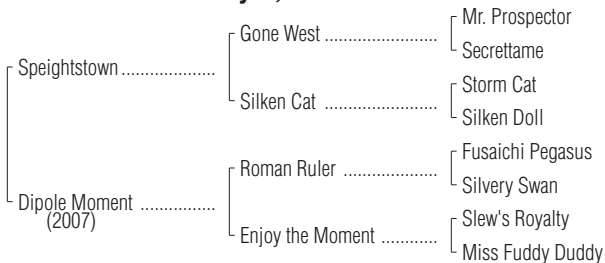 Mr. Prospector
Gone West ........................
Secrettame
Speightstown ....................
Storm Cat
Silken Cat ........................
Silken Doll
Fusaichi Pegasus
Roman Ruler ....................
Silvery Swan
Dipole Moment ................
(2007)
Slew's Royalty
Enjoy the Moment ............
Miss Fuddy Duddy